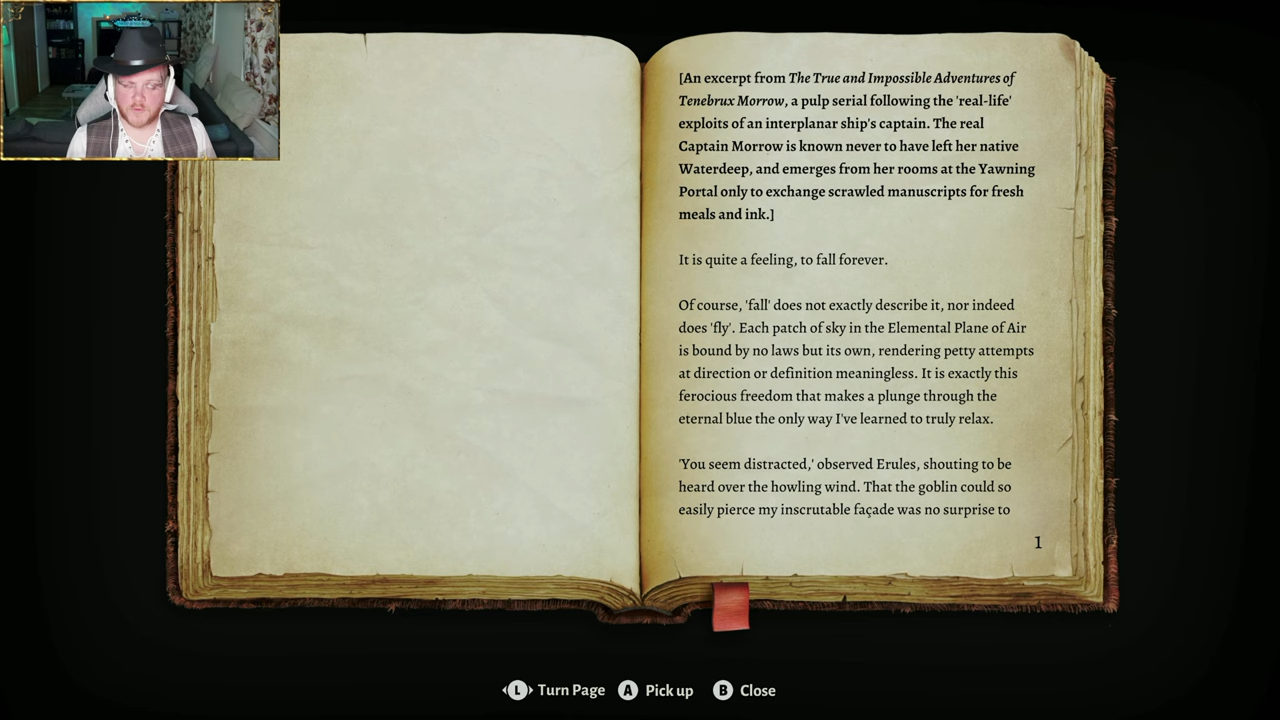 [An excerpt from The True and Impossible Adventures of
Tenebrux Morrow, a pulp serial following the 'real-life'
exploits of an interplanar ship's captain. The real
Captain Morrow is known never to have left her native
Waterdeep, and emerges from her rooms at the Yawning
Portal only to exchange scrawled manuscripts for fresh
meals and ink.]
It is quite a feeling, to fall forever.
Of course, 'fall' does not exactly describe it, nor indeed
does 'fly'. Each patch of sky in the Elemental Plane of Air
is bound by no laws but its own, rendering petty attempts
at direction or definition meaningless. It is exactly this
ferocious freedom that makes a plunge through the
eternal blue the only way I've learned to truly relax.
'You seem distracted,' observed Erules, shouting to be
heard over the howling wind. That the goblin could so
easily pierce my inscrutable façade was no surprise to
1
L Turn Page A Pick up B Close